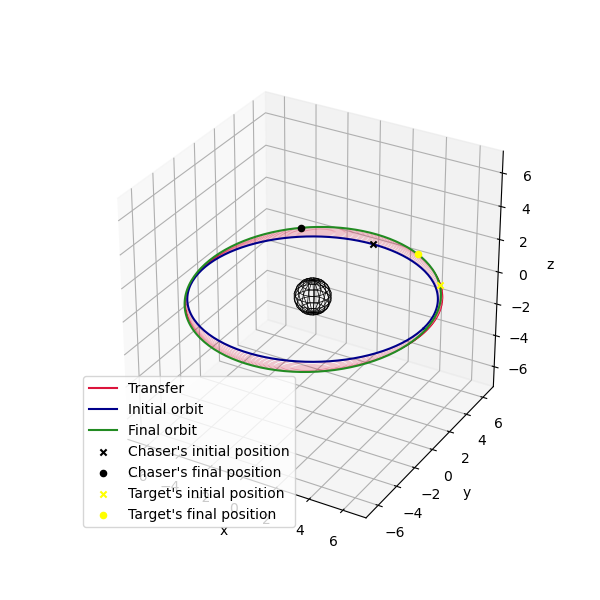 6
4
2
0
−2
−4
−6
z
Transfer
Initial orbit
Final orbit
Chaser's initial position
Chaser's final position
Target's initial position
Target's final position
6
4
2
0
−2
−4
−6
y
−4
2
4
6
x